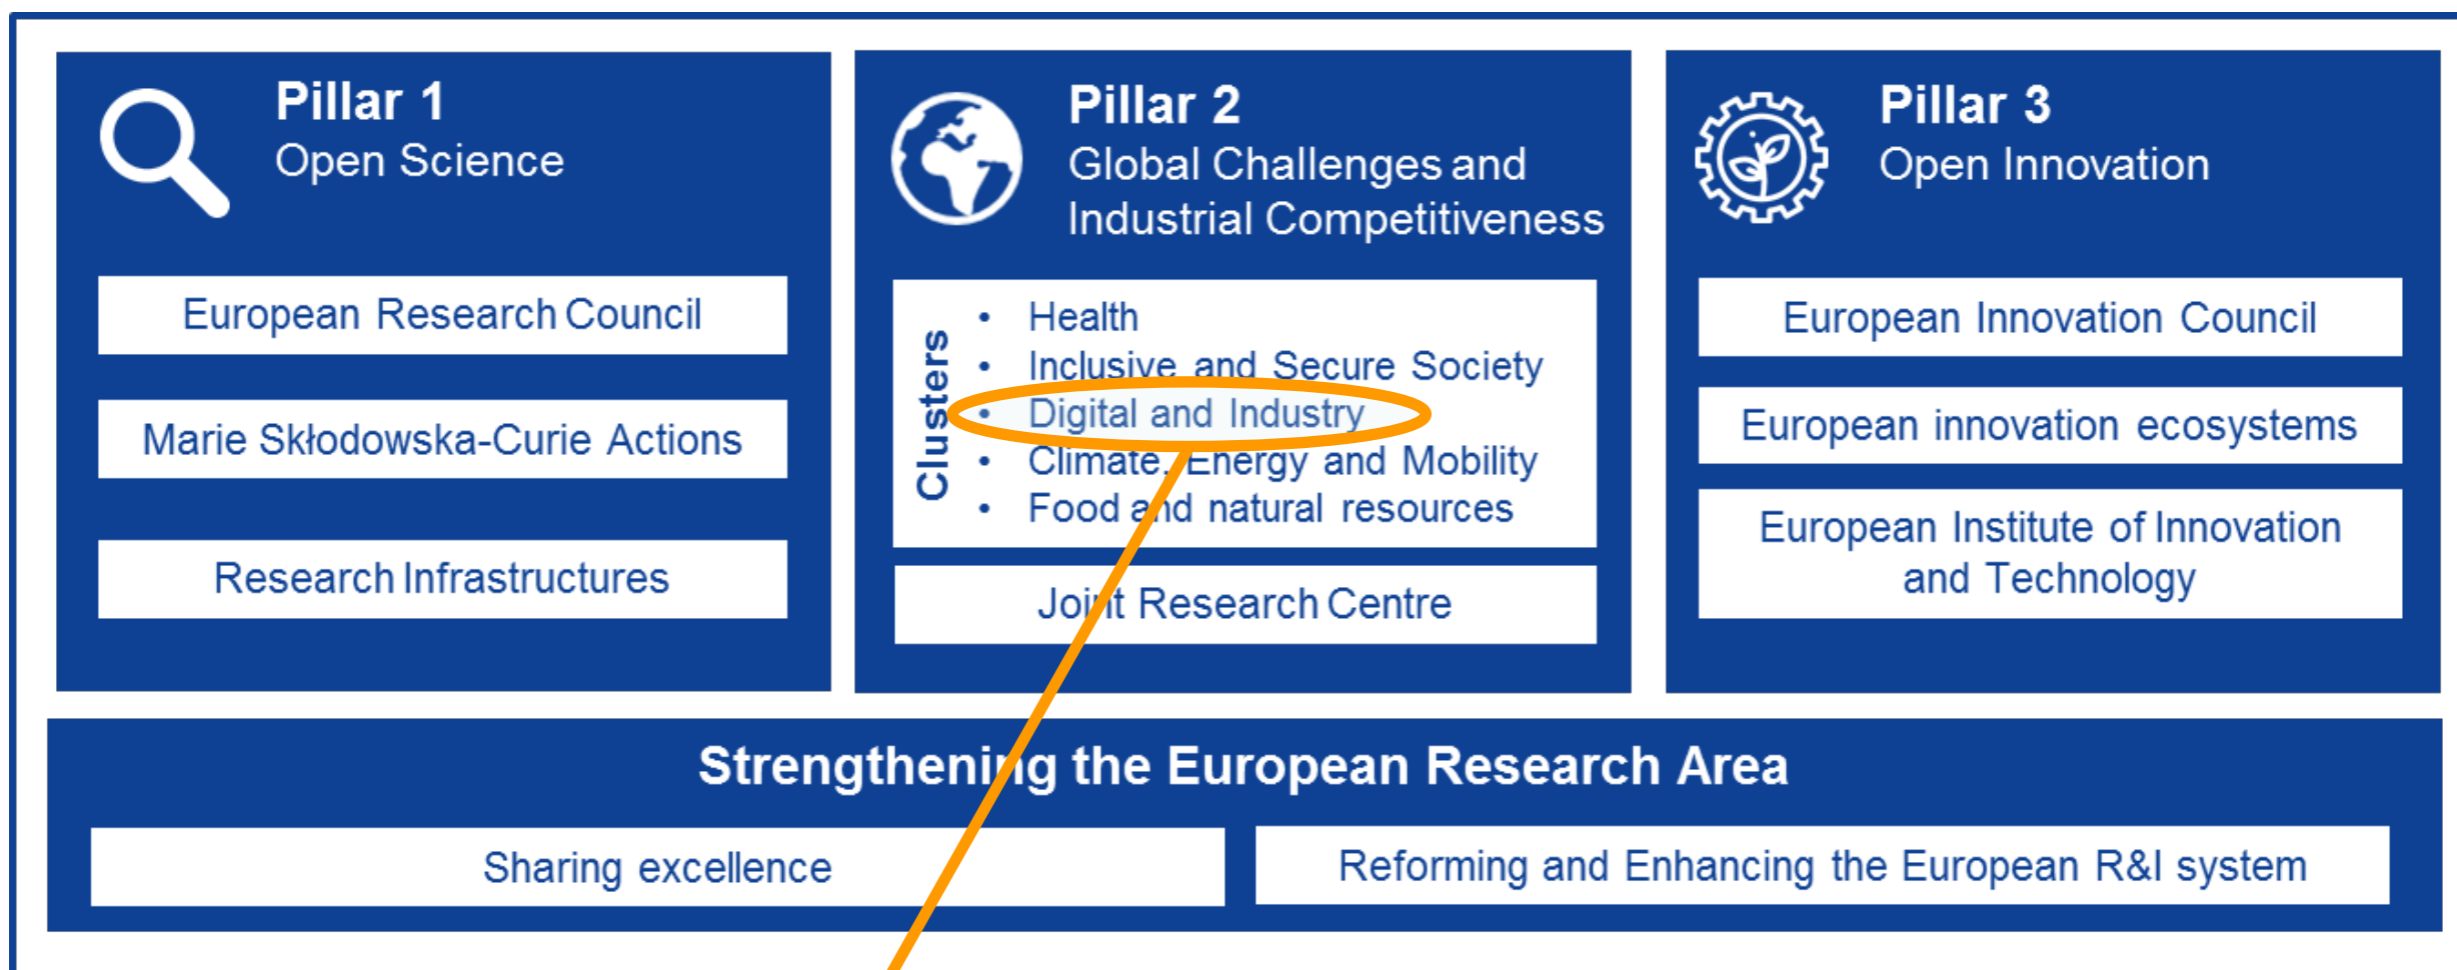 Pillar 1
Open Science
European Research Council
Marie Skłodowska-Curie Actions
Research Infrastructures
Pillar 2
Global Challenges and
Industrial Competitiveness
Clusters
• Health
• Inclusive and Secure Society
• Digital and Industry
• Climate, Energy and Mobility
• Food and natural resources
Joint Research Centre
Pillar 3
Open Innovation
European Innovation Council
European innovation ecosystems
European Institute of Innovation
and Technology
Strengthening the European Research Area
Sharing excellence
Reforming and Enhancing the European R&I system